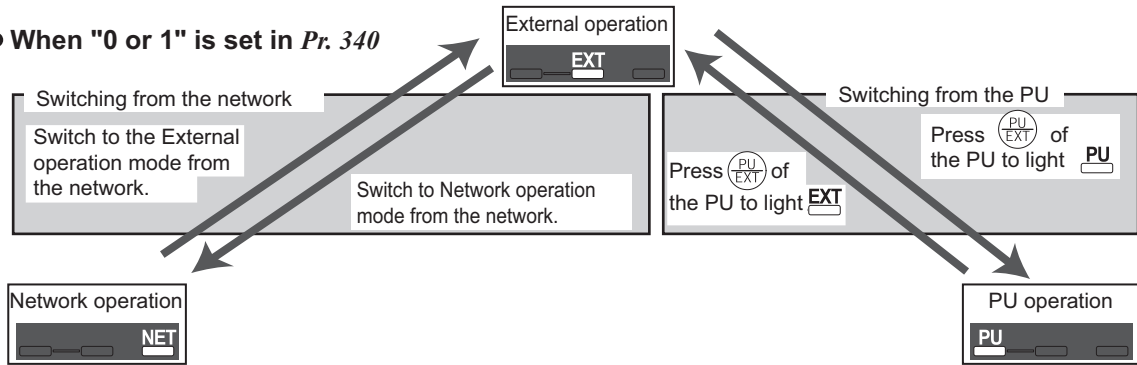 When "0 or 1" is set in Pr. 340
External operation
EXT
Switching from the network
Switch to the External
operation mode from
the network.
Switch to Network operation
mode from the network.
Switching from the PU
Press PU/EXT of
the PU to light EXT
Press PU/EXT of
the PU to light PU
Network operation
NET
PU operation
PU